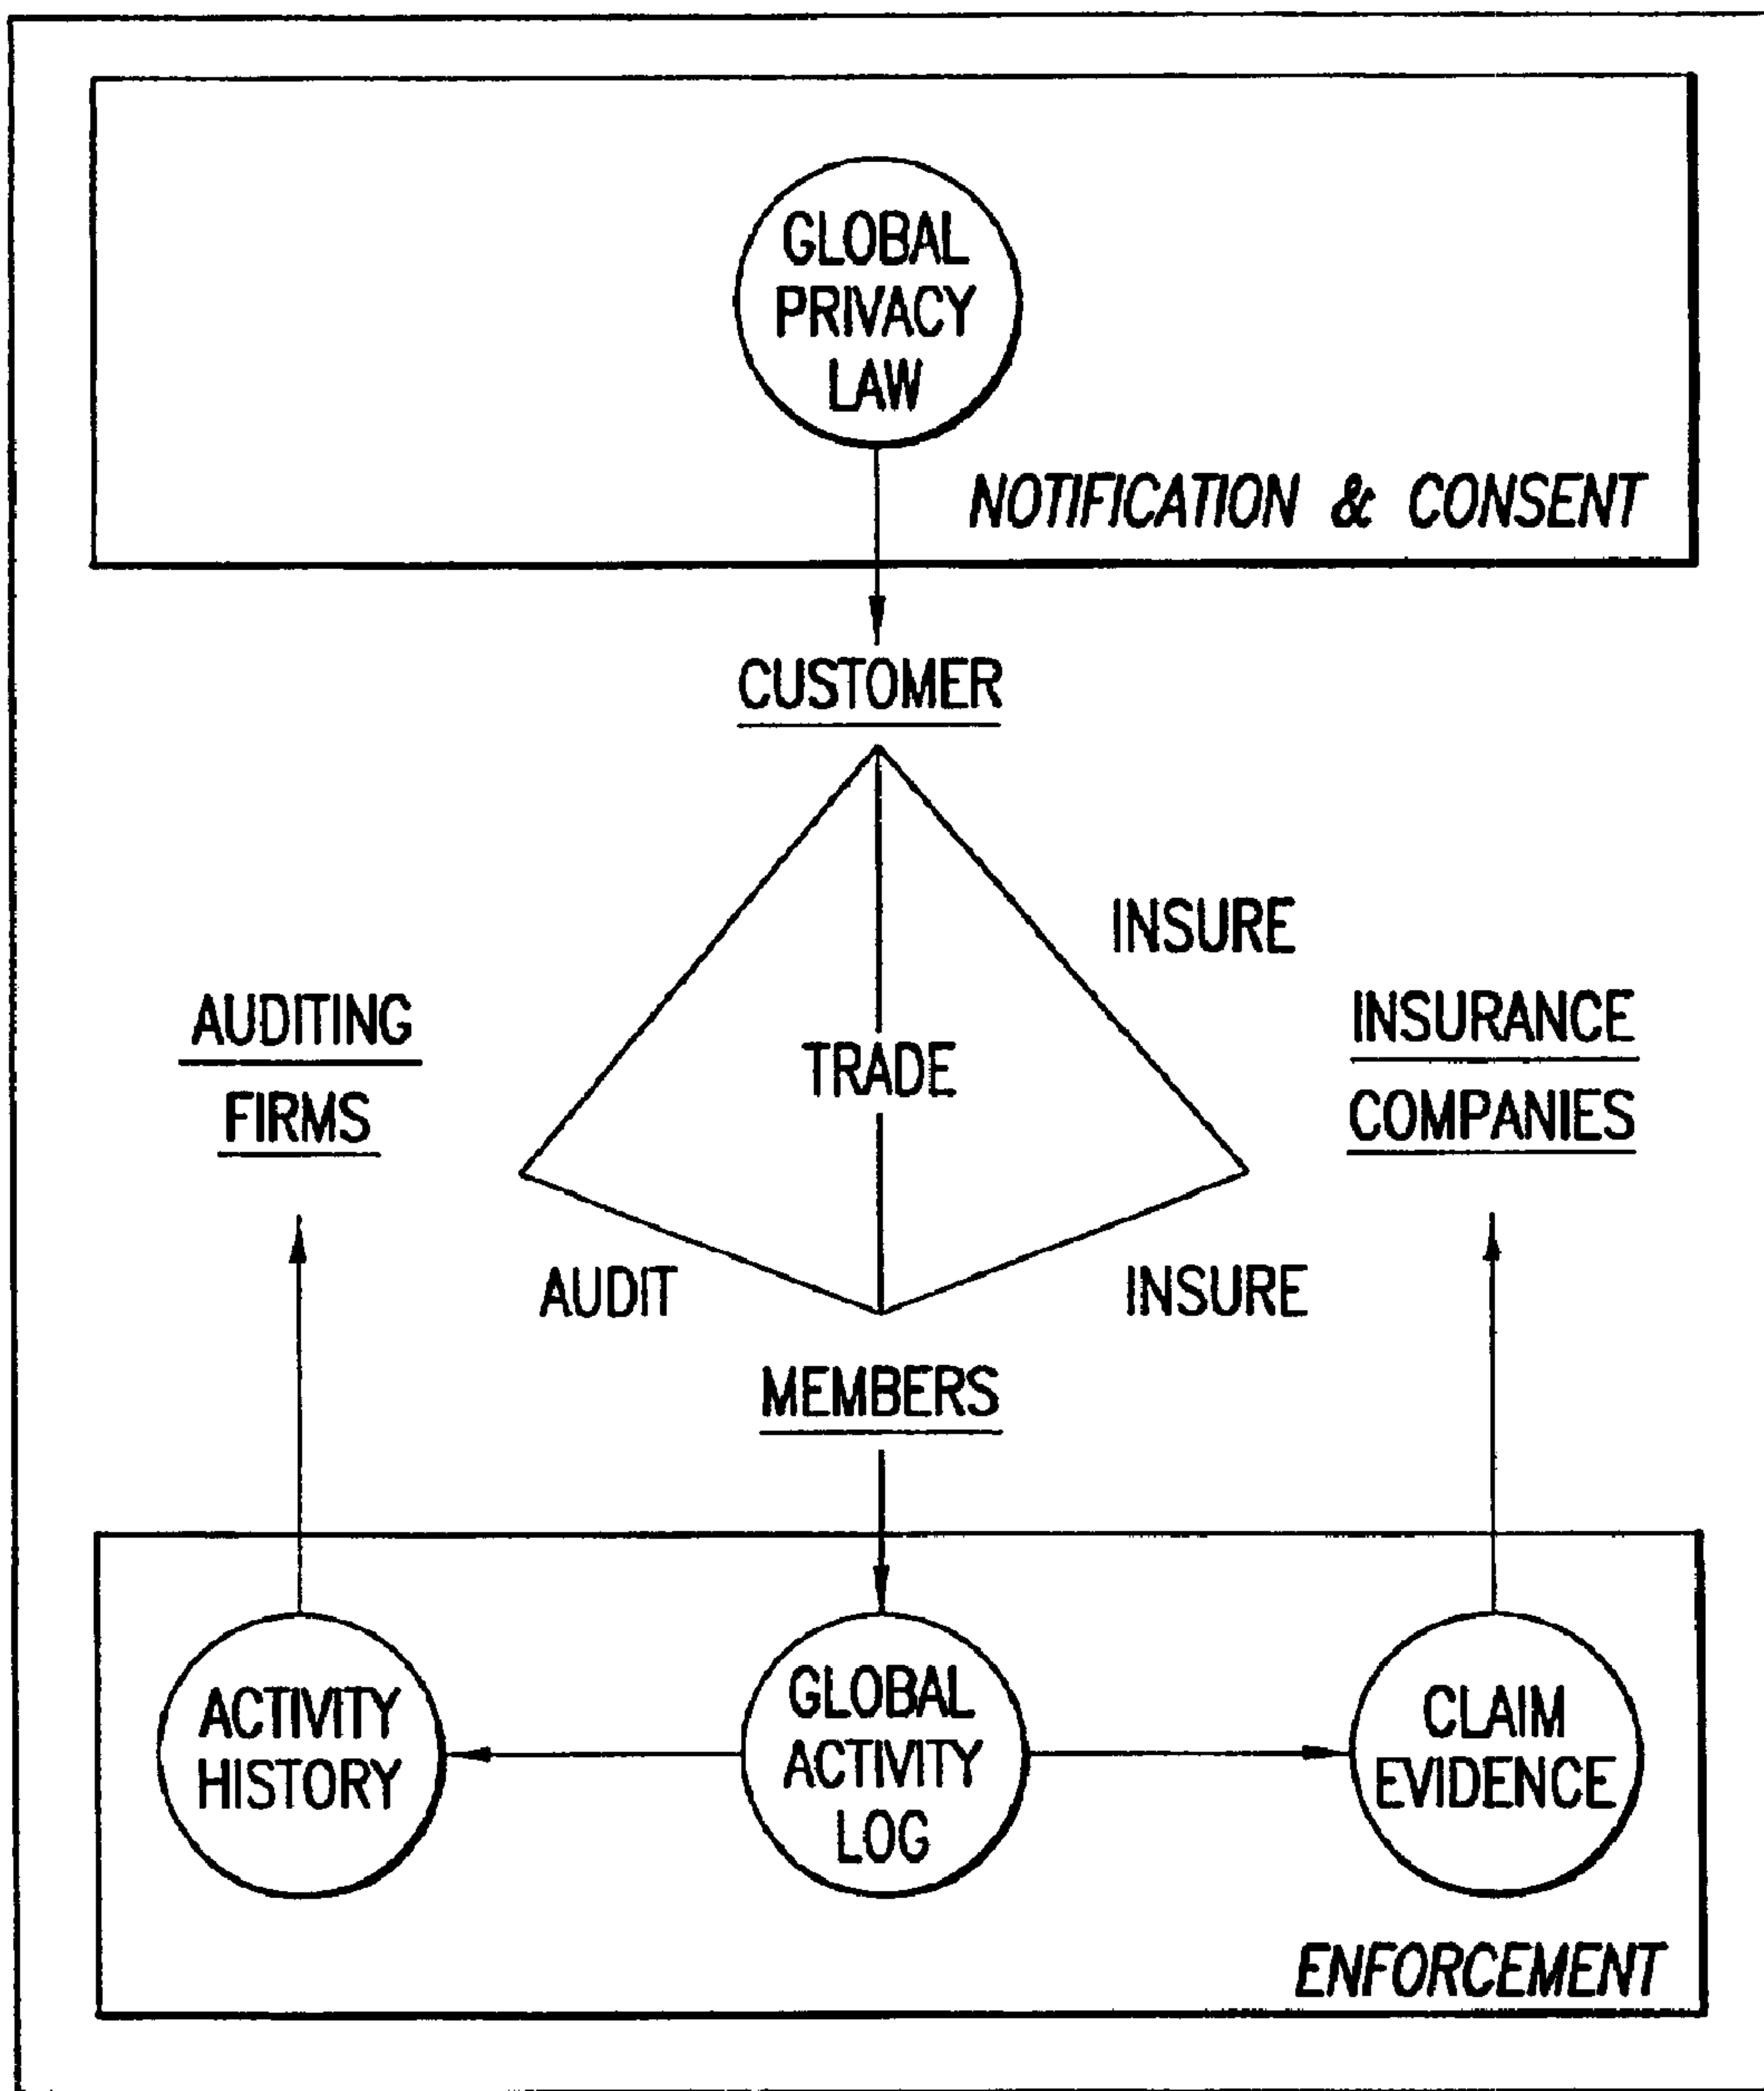 GLOBAL
PRIVACY
LAW
NOTIFICATION & CONSENT
CUSTOMER
INSURE
AUDITING
FIRMS
TRADE
INSURANCE
COMPANIES
AUDIT
INSURE
MEMBERS
ACTIVITY
HISTORY
GLOBAL
ACTIVITY
LOG
CLAIM
EVIDENCE
ENFORCEMENT